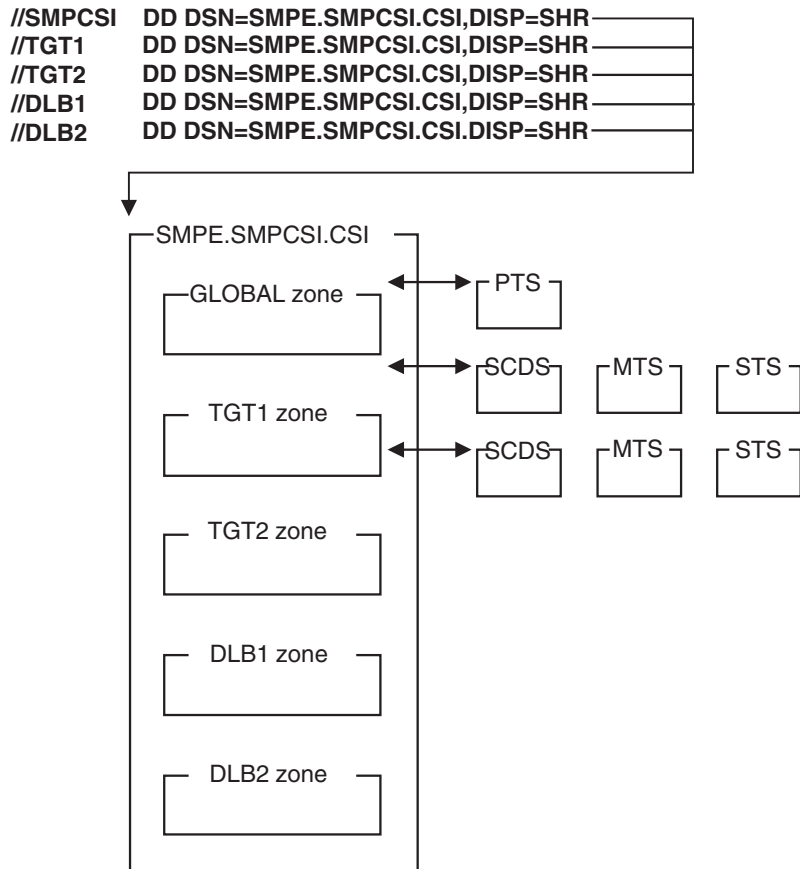 //SMPCSI DD DSN=SMPE.SMPCSI.CSI,DISP=SHR
//TGT1 DD DSN=SMPE.SMPCSI.CSI,DISP=SHR
//TGT2 DD DSN=SMPE.SMPCSI.CSI,DISP=SHR
//DLB1 DD DSN=SMPE.SMPCSI.CSI,DISP=SHR
//DLB2 DD DSN=SMPE.SMPCSI.CSI.DISP=SHR
SMPE.SMPCSI.CSI
GLOBAL zone
PTS
SCDS MTS STS
TGT1 zone
SCDS MTS STS
TGT2 zone
DLB1 zone
DLB2 zone